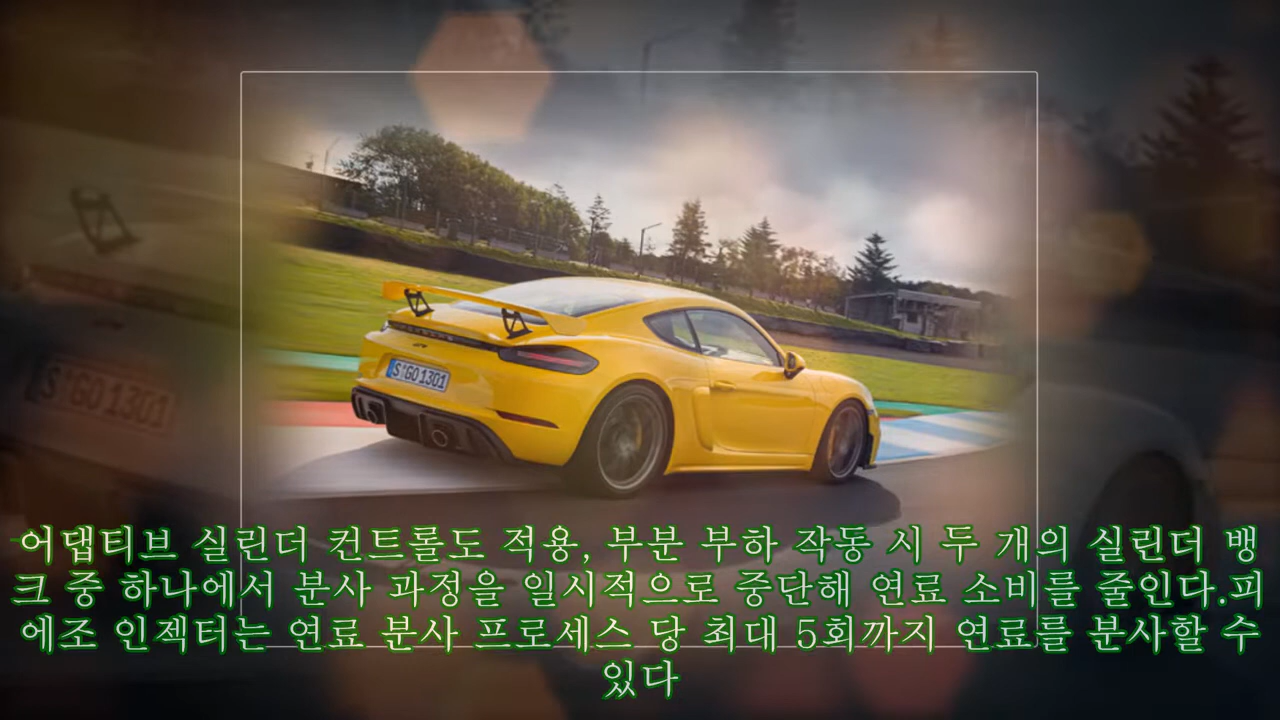 S GO 1301
어댑티브 실린더 컨트롤도 적용, 부분 부하 작동 시 두 개의 실린더 뱅
크 중 하나에서 분사 과정을 일시적으로 중단해 연료 소비를 줄인다.피
에조 인젝터는 연료 분사 프로세스 당 최대 5회까지 연료를 분사할 수
있다